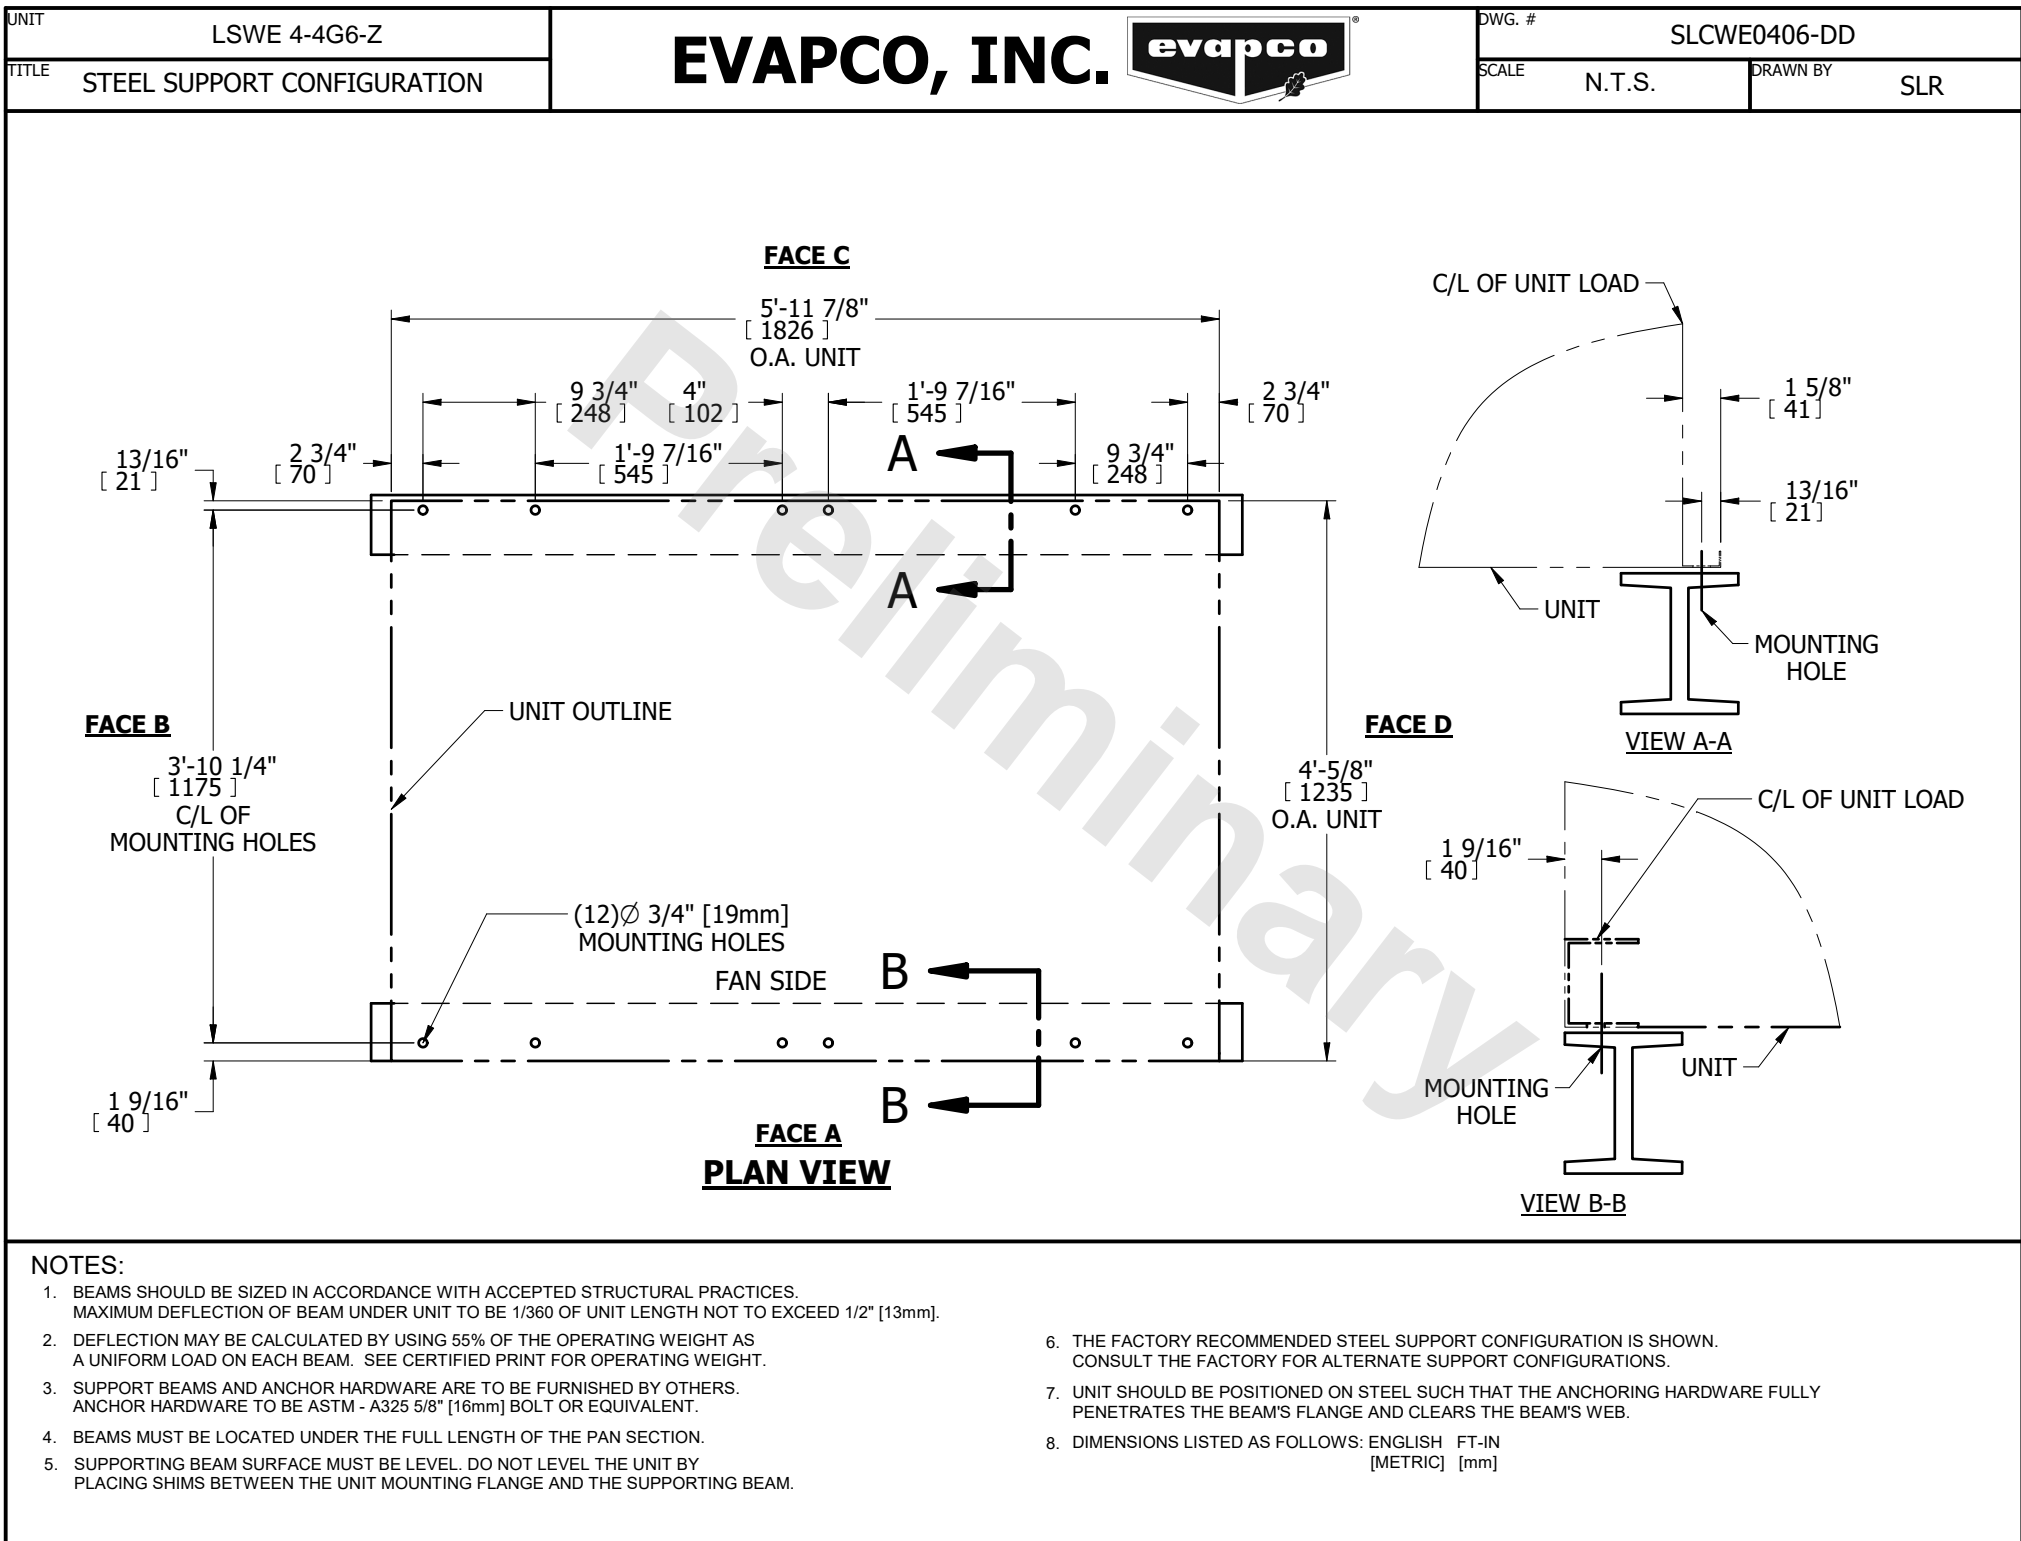 UNIT
LSWE 4-4G6-Z
TITLE
STEEL SUPPORT CONFIGURATION
EVAPCO, INC.
evapco
®
DWG. #
SLCWE0406-DD
SCALE
N.T.S.
DRAWN BY
SLR
FACE C
5'-11 7/8"
[ 1826 ]
O.A. UNIT
9 3/4"
[ 248 ]
4"
[ 102 ]
1'-9 7/16"
[ 545 ]
2 3/4"
[ 70 ]
13/16"
[ 21 ]
2 3/4"
[ 70 ]
1'-9 7/16"
[ 545 ]
A
9 3/4"
[ 248 ]
A
UNIT OUTLINE
FACE B
3'-10 1/4"
[ 1175 ]
C/L OF
MOUNTING HOLES
FACE D
4'-5/8"
[ 1235 ]
O.A. UNIT
(12)Ø 3/4" [19mm]
MOUNTING HOLES
FAN SIDE
B
B
1 9/16"
[ 40 ]
FACE A
PLAN VIEW
C/L OF UNIT LOAD
1 5/8"
[ 41 ]
13/16"
[ 21 ]
UNIT
MOUNTING
HOLE
VIEW A-A
C/L OF UNIT LOAD
1 9/16"
[ 40 ]
UNIT
MOUNTING
HOLE
VIEW B-B
Preliminary
NOTES:
1. BEAMS SHOULD BE SIZED IN ACCORDANCE WITH ACCEPTED STRUCTURAL PRACTICES.
MAXIMUM DEFLECTION OF BEAM UNDER UNIT TO BE 1/360 OF UNIT LENGTH NOT TO EXCEED 1/2" [13mm].
2. DEFLECTION MAY BE CALCULATED BY USING 55% OF THE OPERATING WEIGHT AS
A UNIFORM LOAD ON EACH BEAM. SEE CERTIFIED PRINT FOR OPERATING WEIGHT.
3. SUPPORT BEAMS AND ANCHOR HARDWARE ARE TO BE FURNISHED BY OTHERS.
ANCHOR HARDWARE TO BE ASTM - A325 5/8" [16mm] BOLT OR EQUIVALENT.
4. BEAMS MUST BE LOCATED UNDER THE FULL LENGTH OF THE PAN SECTION.
5. SUPPORTING BEAM SURFACE MUST BE LEVEL. DO NOT LEVEL THE UNIT BY
PLACING SHIMS BETWEEN THE UNIT MOUNTING FLANGE AND THE SUPPORTING BEAM.
6. THE FACTORY RECOMMENDED STEEL SUPPORT CONFIGURATION IS SHOWN.
CONSULT THE FACTORY FOR ALTERNATE SUPPORT CONFIGURATIONS.
7. UNIT SHOULD BE POSITIONED ON STEEL SUCH THAT THE ANCHORING HARDWARE FULLY
PENETRATES THE BEAM'S FLANGE AND CLEARS THE BEAM'S WEB.
8. DIMENSIONS LISTED AS FOLLOWS: ENGLISH FT-IN
[METRIC] [mm]